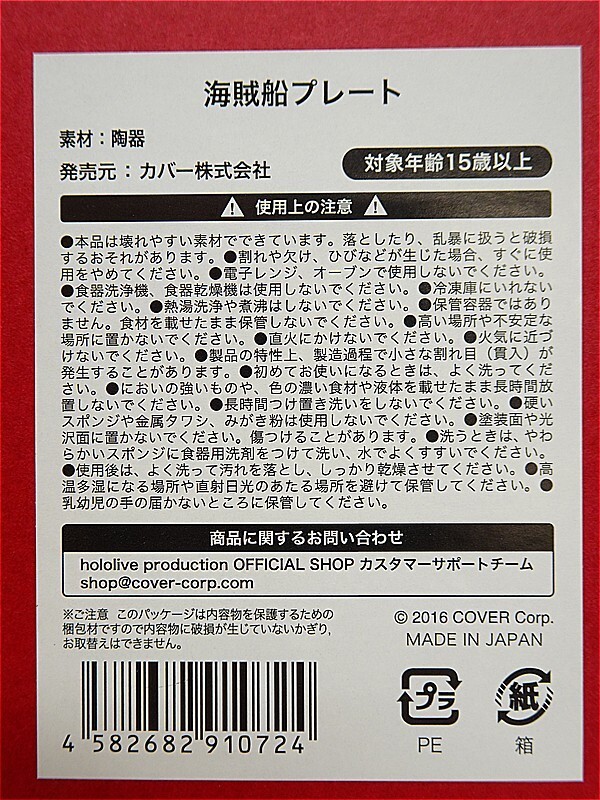 海賊船プレート
素材：陶器
発売元：カバー株式会社
対象年齢15歳以上
使用上の注意
●本品は壊れやすい素材でできています。落としたり、乱暴に扱うと破損
するおそれがあります。●割れや欠け、ひびなどが生じた場合、すぐに使
用をやめてください。●電子レンジ、オーブンで使用しないでください。
●食器洗浄機、食器乾燥機は使用しないでください。●冷凍庫にいれない
でください。●熱湯洗浄や煮沸はしないでください。●保管容器ではあり
ません。食材を載せたまま保管しないでください。●高い場所や不安定な
場所に置かないでください。●直火にかけないでください。●火気に近づ
けないでください。●製品の特性上、製造過程で小さな割れ目（貫入）が
発生することがあります。●初めてお使いになるときは、よく洗ってくだ
さい。●においの強いものや、色の濃い食材や液体を載せたまま長時間放
置しないでください。●長時間つけ置き洗いをしないでください。●硬い
スポンジや金属タワシ、みがき粉は使用しないでください。●塗装面や光
沢面に置かないでください。傷つけることがあります。●洗うときは、やわ
らかいスポンジに食器用洗剤をつけて洗い、水でよくすすいでください。
●使用後は、よく洗って汚れを落とし、しっかり乾燥させてください。●高
温多湿になる場所や直射日光のあたる場所を避けて保管してください。●
乳幼児の手の届かないところに保管してください。
商品に関するお問い合わせ
hololive production OFFICIAL SHOP カスタマーサポートチーム
shop@cover-corp.com
※ご注意 このパッケージは内容物を保護するための
梱包材ですので内容物に破損が生じていないかぎり、
お取替えはできません。
© 2016 COVER Corp.
MADE IN JAPAN
4 582682 910724
プラ
PE
紙
箱